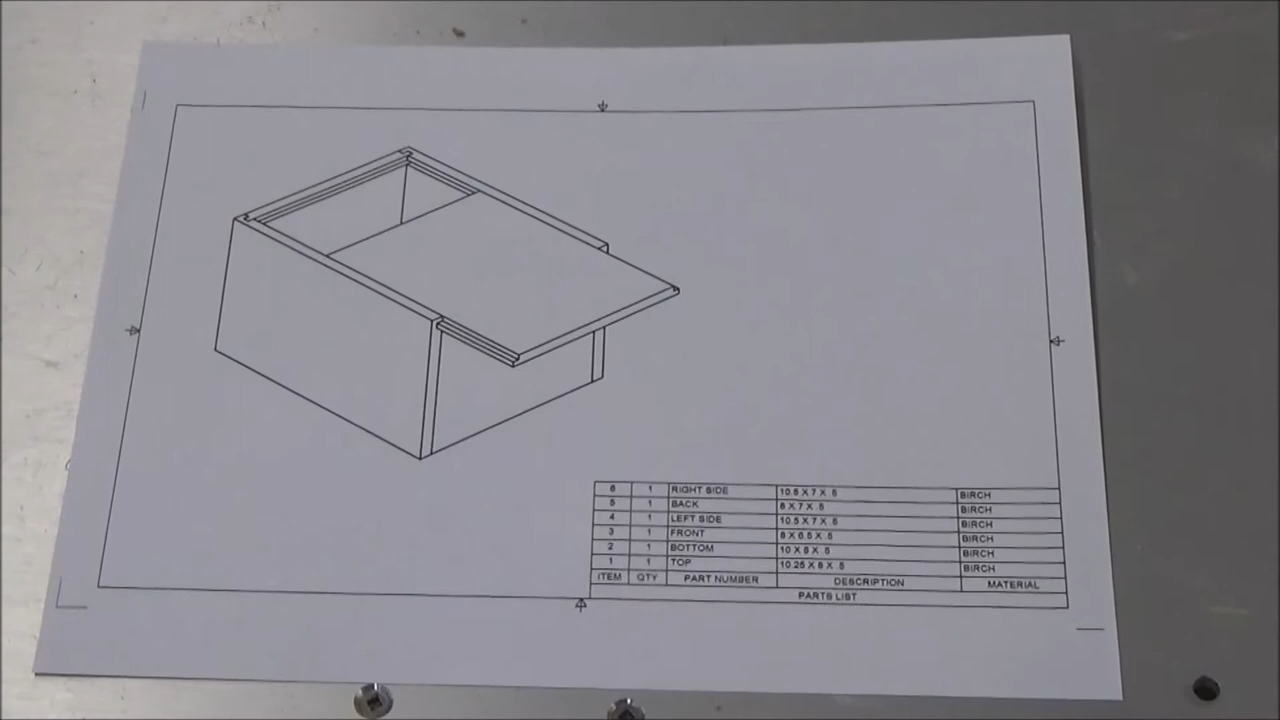 6 1 RIGHT SIDE 10.5 X 7 X .5 BIRCH
5 1 BACK 8 X 7 X .5 BIRCH
4 1 LEFT SIDE 10.5 X 7 X .5 BIRCH
3 1 FRONT 8 X 6.5 X .5 BIRCH
2 1 BOTTOM 10 X 8 X .5 BIRCH
1 1 TOP 10.25 X 8 X .5 BIRCH
ITEM QTY PART NUMBER DESCRIPTION MATERIAL
PARTS LIST